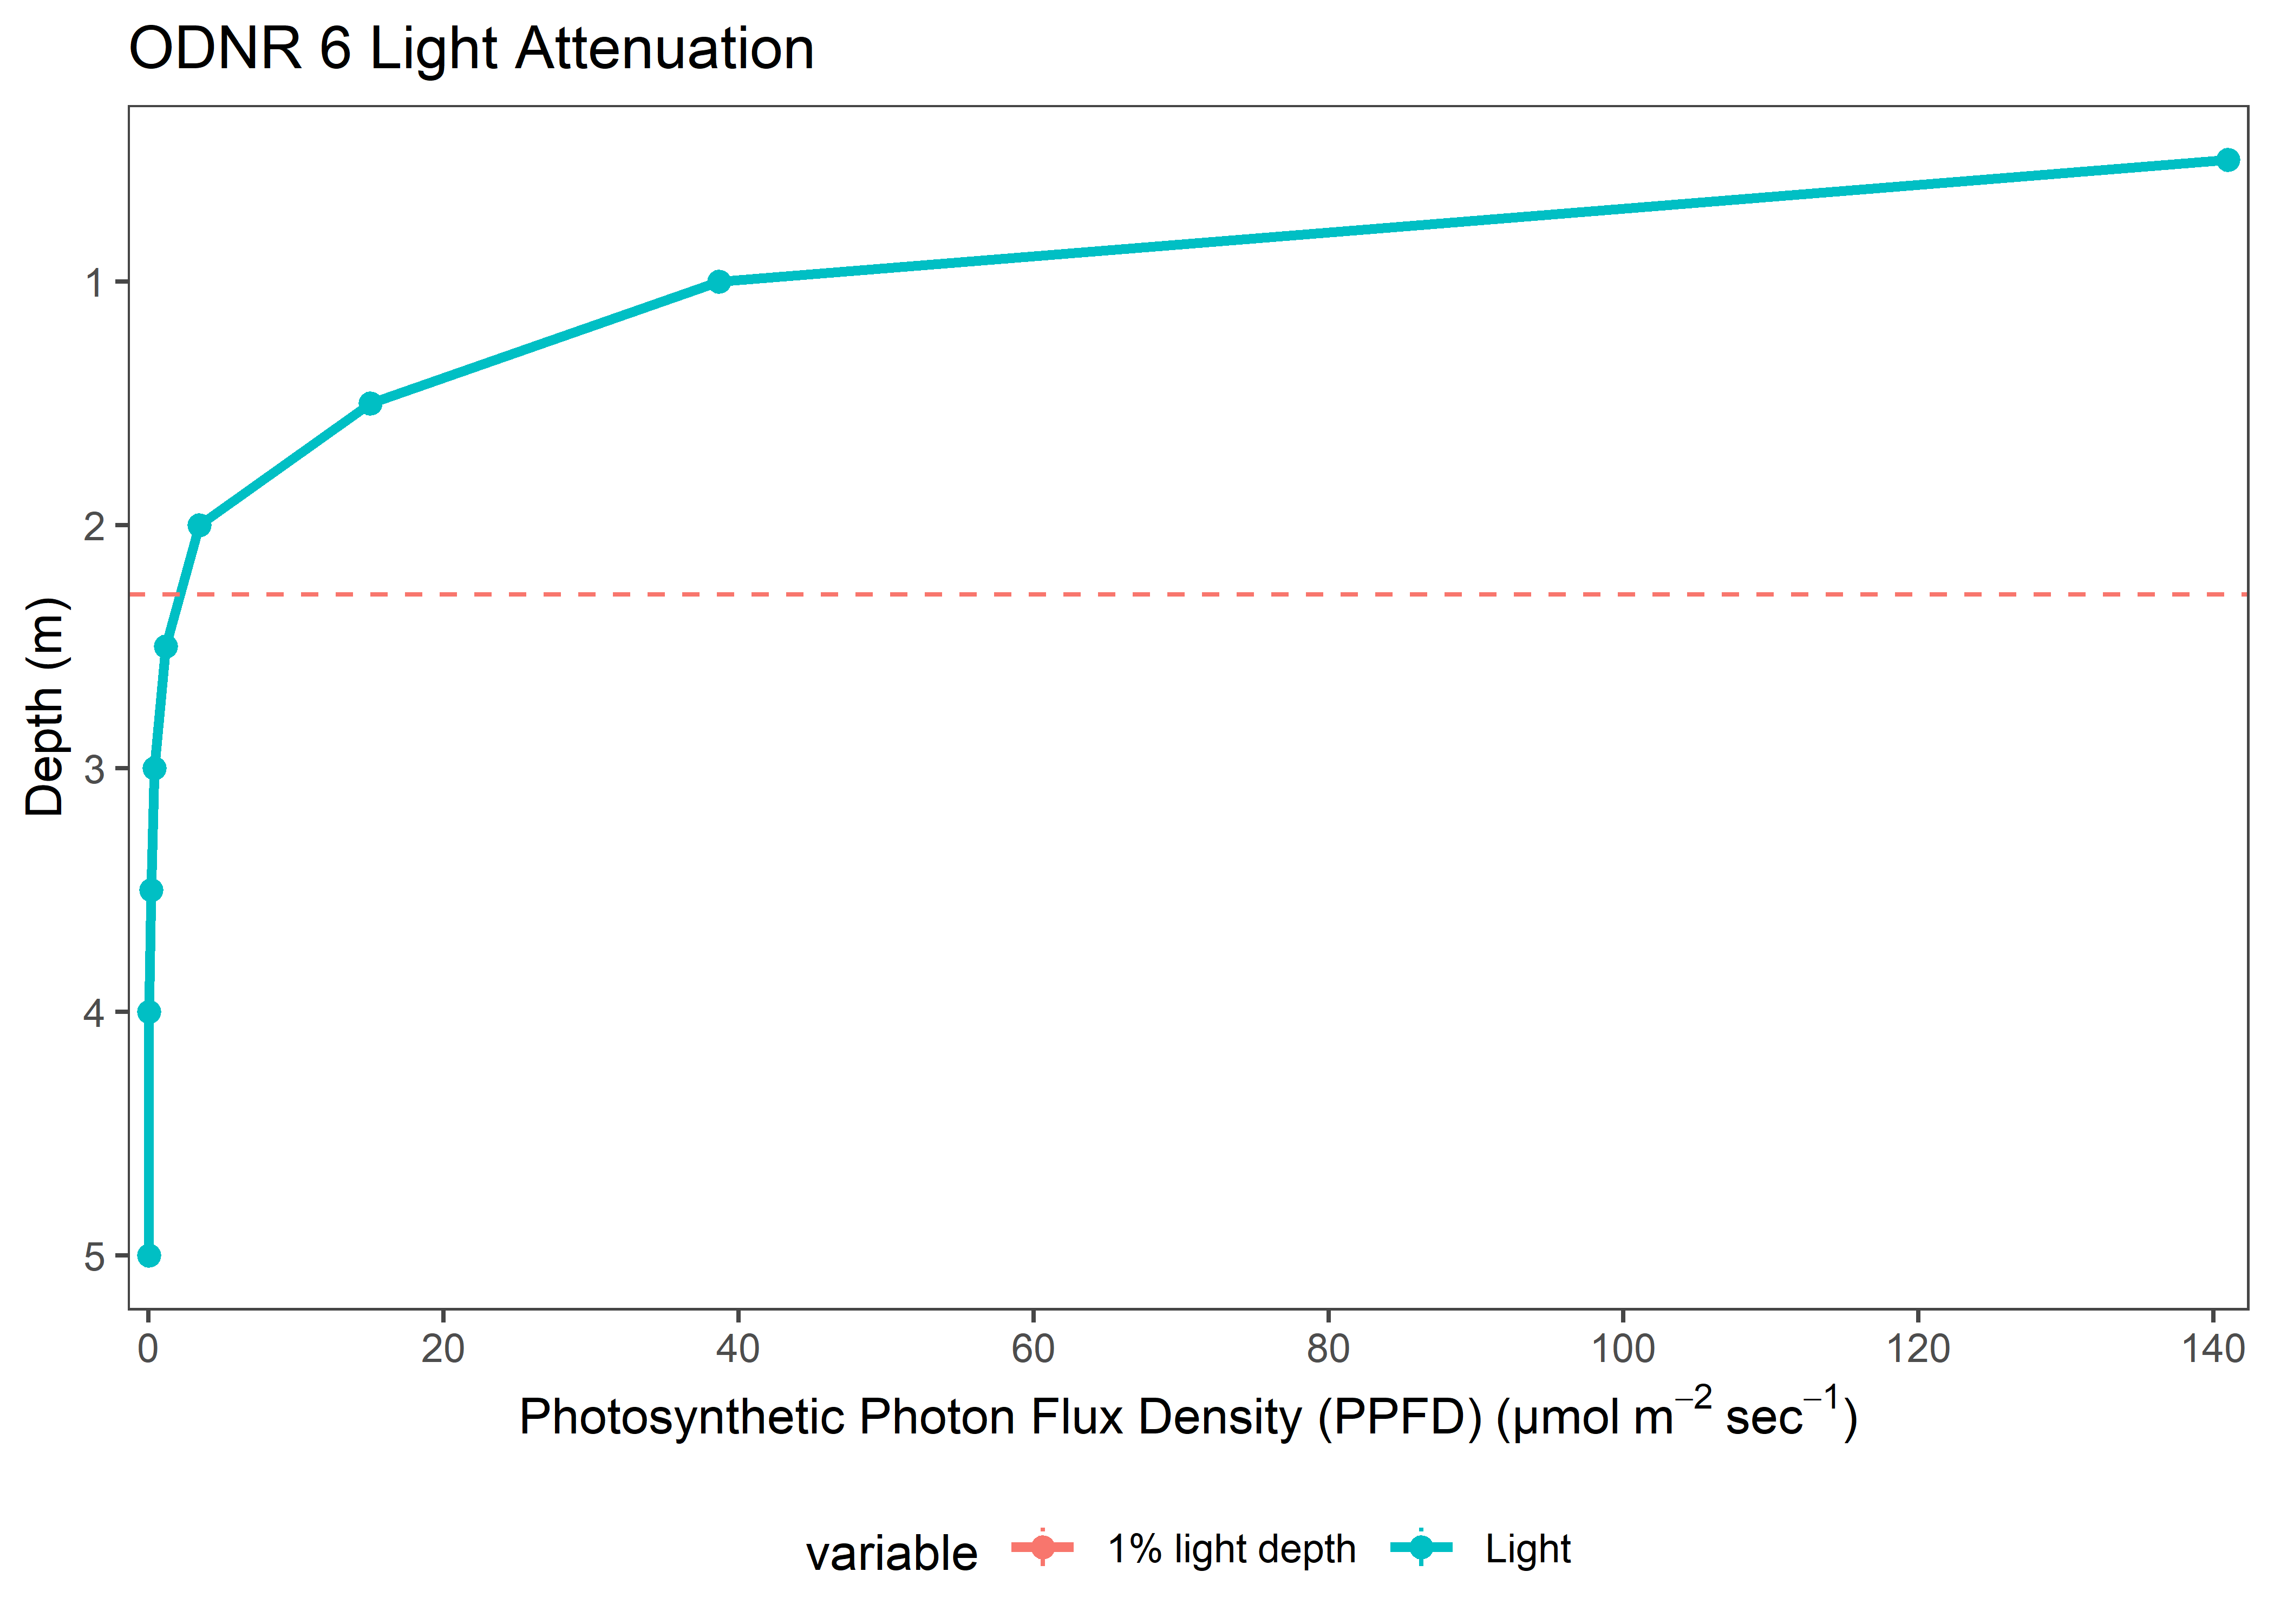 ODNR 6 Light Attenuation
Depth (m)
1
2
3
4
5
0 20 40 60 80 100 120 140
Photosynthetic Photon Flux Density (PPFD) (µmol m⁻² sec⁻¹)
variable 1% light depth Light